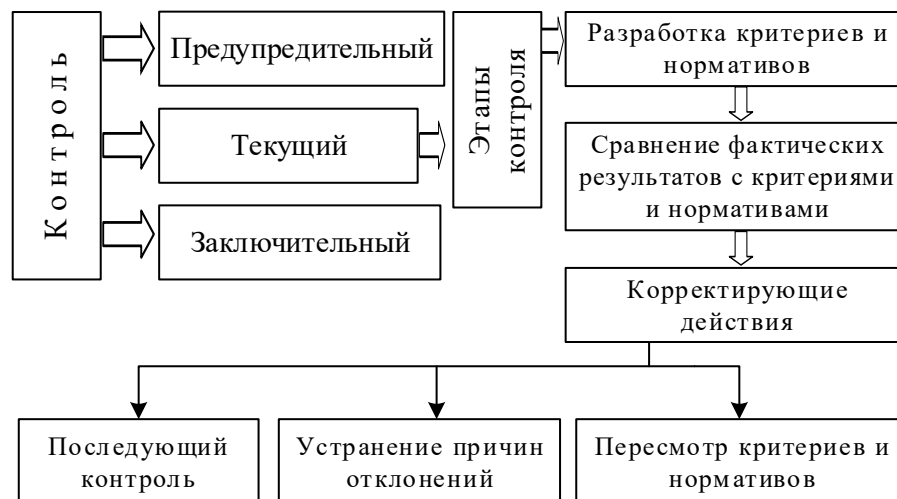 Контроль
Предупредительный
Текущий
Заключительный
Этапы
контроля
Разработка критериев и
нормативов
Сравнение фактических
результатов с критериями
и нормативами
Корректирующие
действия
Последующий
контроль
Устранение причин
отклонений
Пересмотр критериев и
нормативов